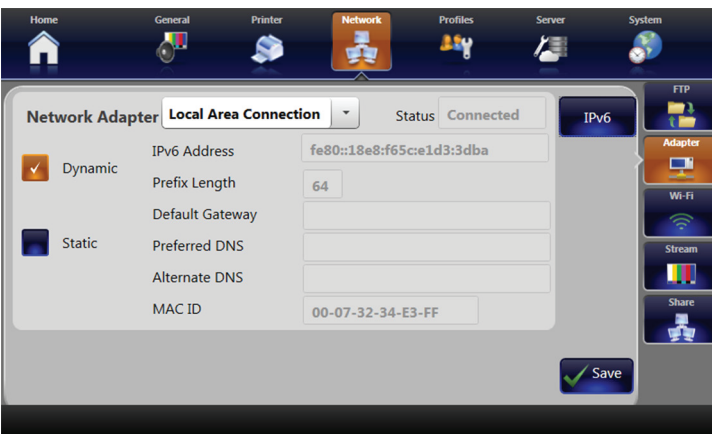 Home General Printer Network Profiles Server System
FTP
Network Adapter Local Area Connection Status Connected IPv6
Adapter
IPv6 Address fe80::18e8:f65c:e1d3:3dba
Dynamic
Prefix Length 64
Wi-Fi
Default Gateway
Static Preferred DNS
Stream
Alternate DNS
MAC ID 00-07-32-34-E3-FF
Share
Save